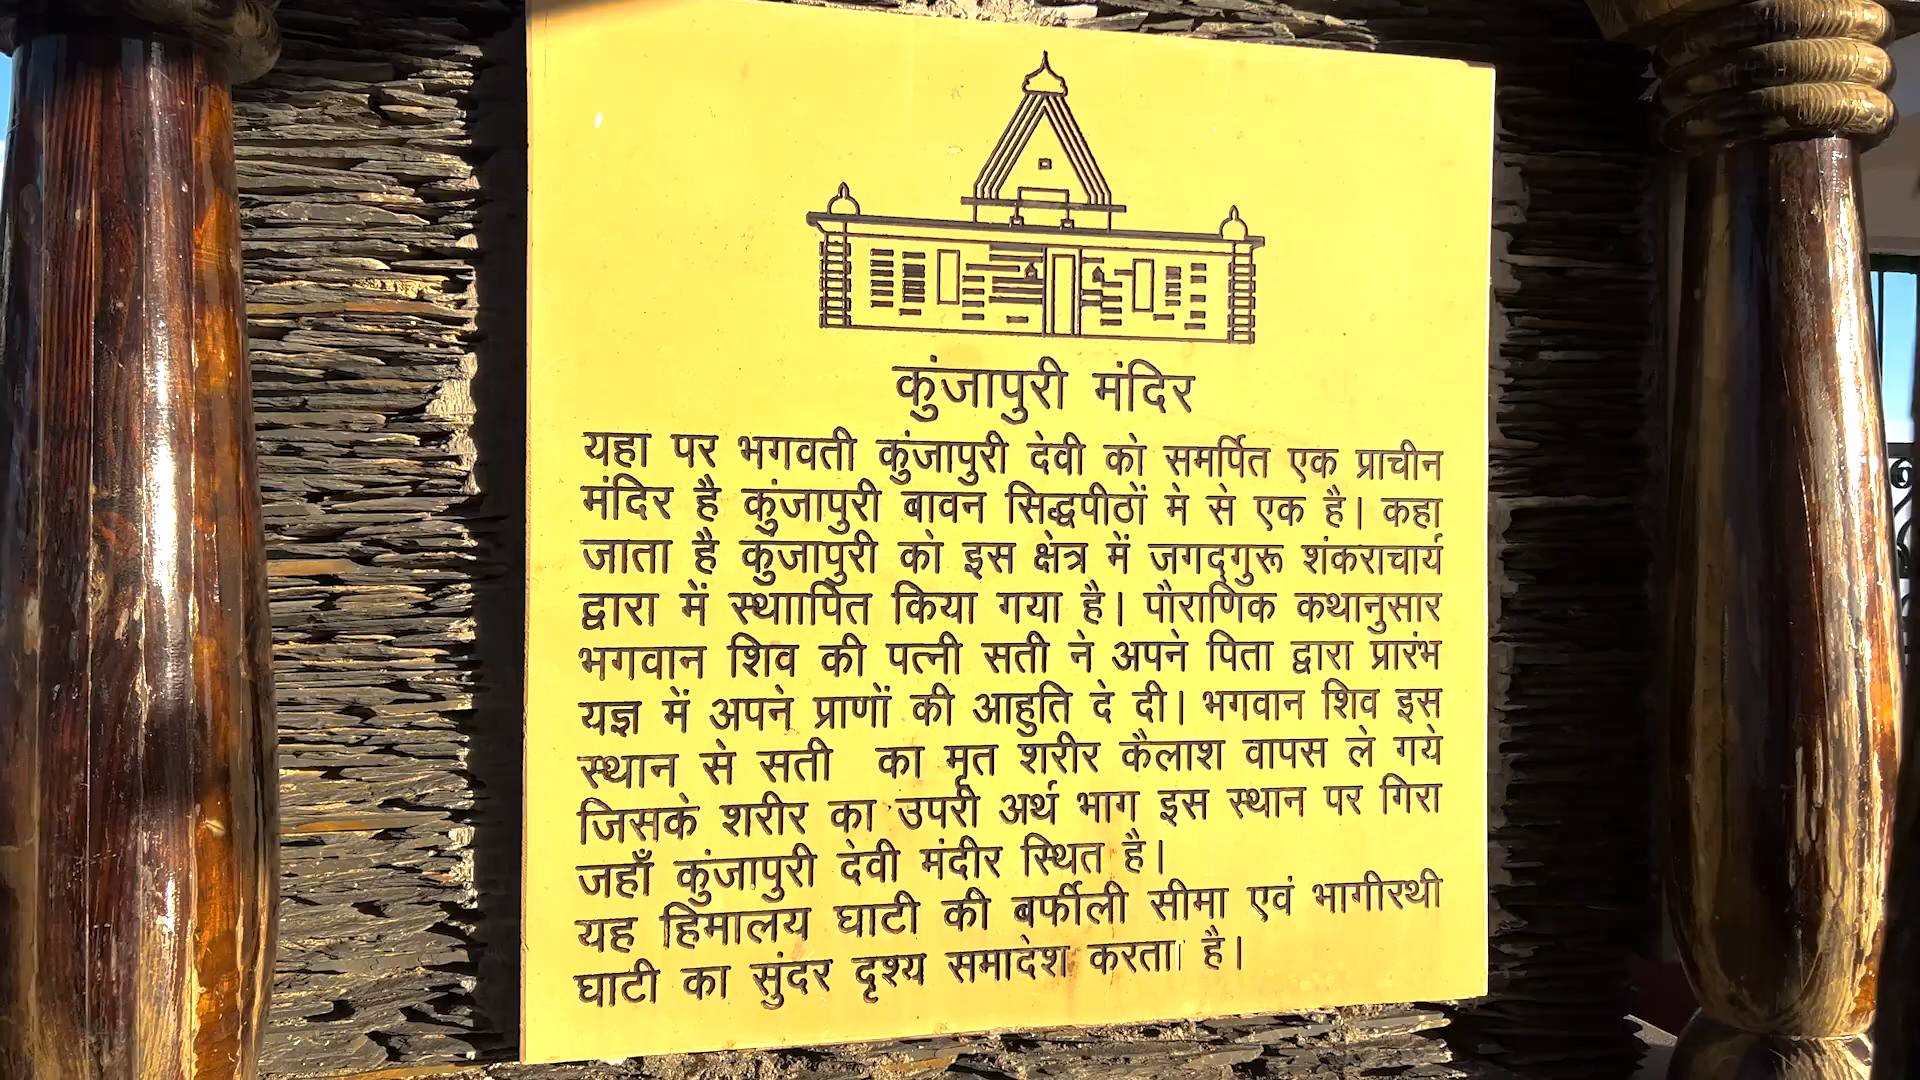 कुंजापुरी मंदिर
यहा पर भगवती कुंजापुरी देवी को समर्पित एक प्राचीन
मंदिर है कुंजापुरी बावन सिद्धपीठों मे से एक है। कहा
जाता है कुंजापुरी को इस क्षेत्र में जगद्गुरू शंकराचार्य
द्वारा में स्थाापित किया गया है। पौराणिक कथानुसार
भगवान शिव की पत्नी सती ने अपने पिता द्वारा प्रारंभ
यज्ञ में अपने प्राणों की आहुति दे दी। भगवान शिव इस
स्थान से सती का मृत शरीर कैलाश वापस ले गये
जिसके शरीर का उपरी अर्थ भाग इस स्थान पर गिरा
जहाँ कुंजापुरी देवी मंदीर स्थित है।
यह हिमालय घाटी की बर्फीली सीमा एवं भागीरथी
घाटी का सुंदर दृश्य समादेश करता। है।